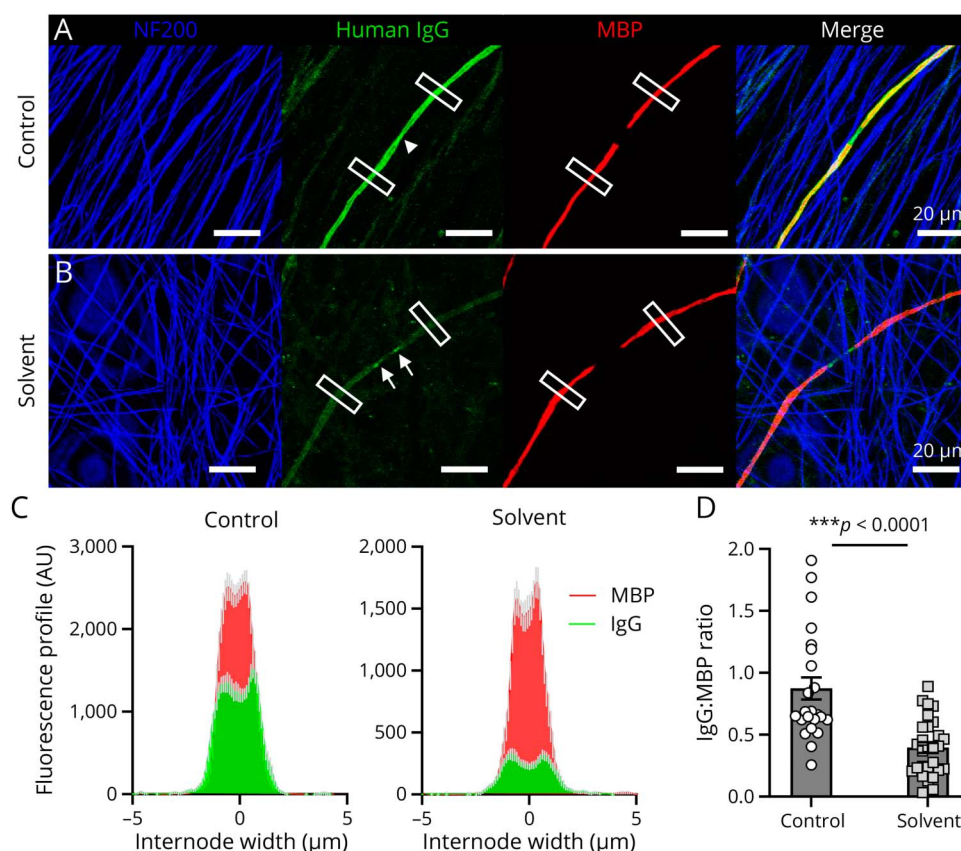 A NF200 Human IgG MBP Merge
Control
20 µm
B
Solvent
20 µm
C Control Solvent
Fluorescence profile (AU)
3,000
2,000
1,000
0
−5 0 5
Internode width (µm)
2,000
1,500
1,000
500
0
−5 0 5
Internode width (µm)
MBP
IgG
D
***p < 0.0001
IgG:MBP ratio
2.0
1.5
1.0
0.5
0.0
Control Solvent